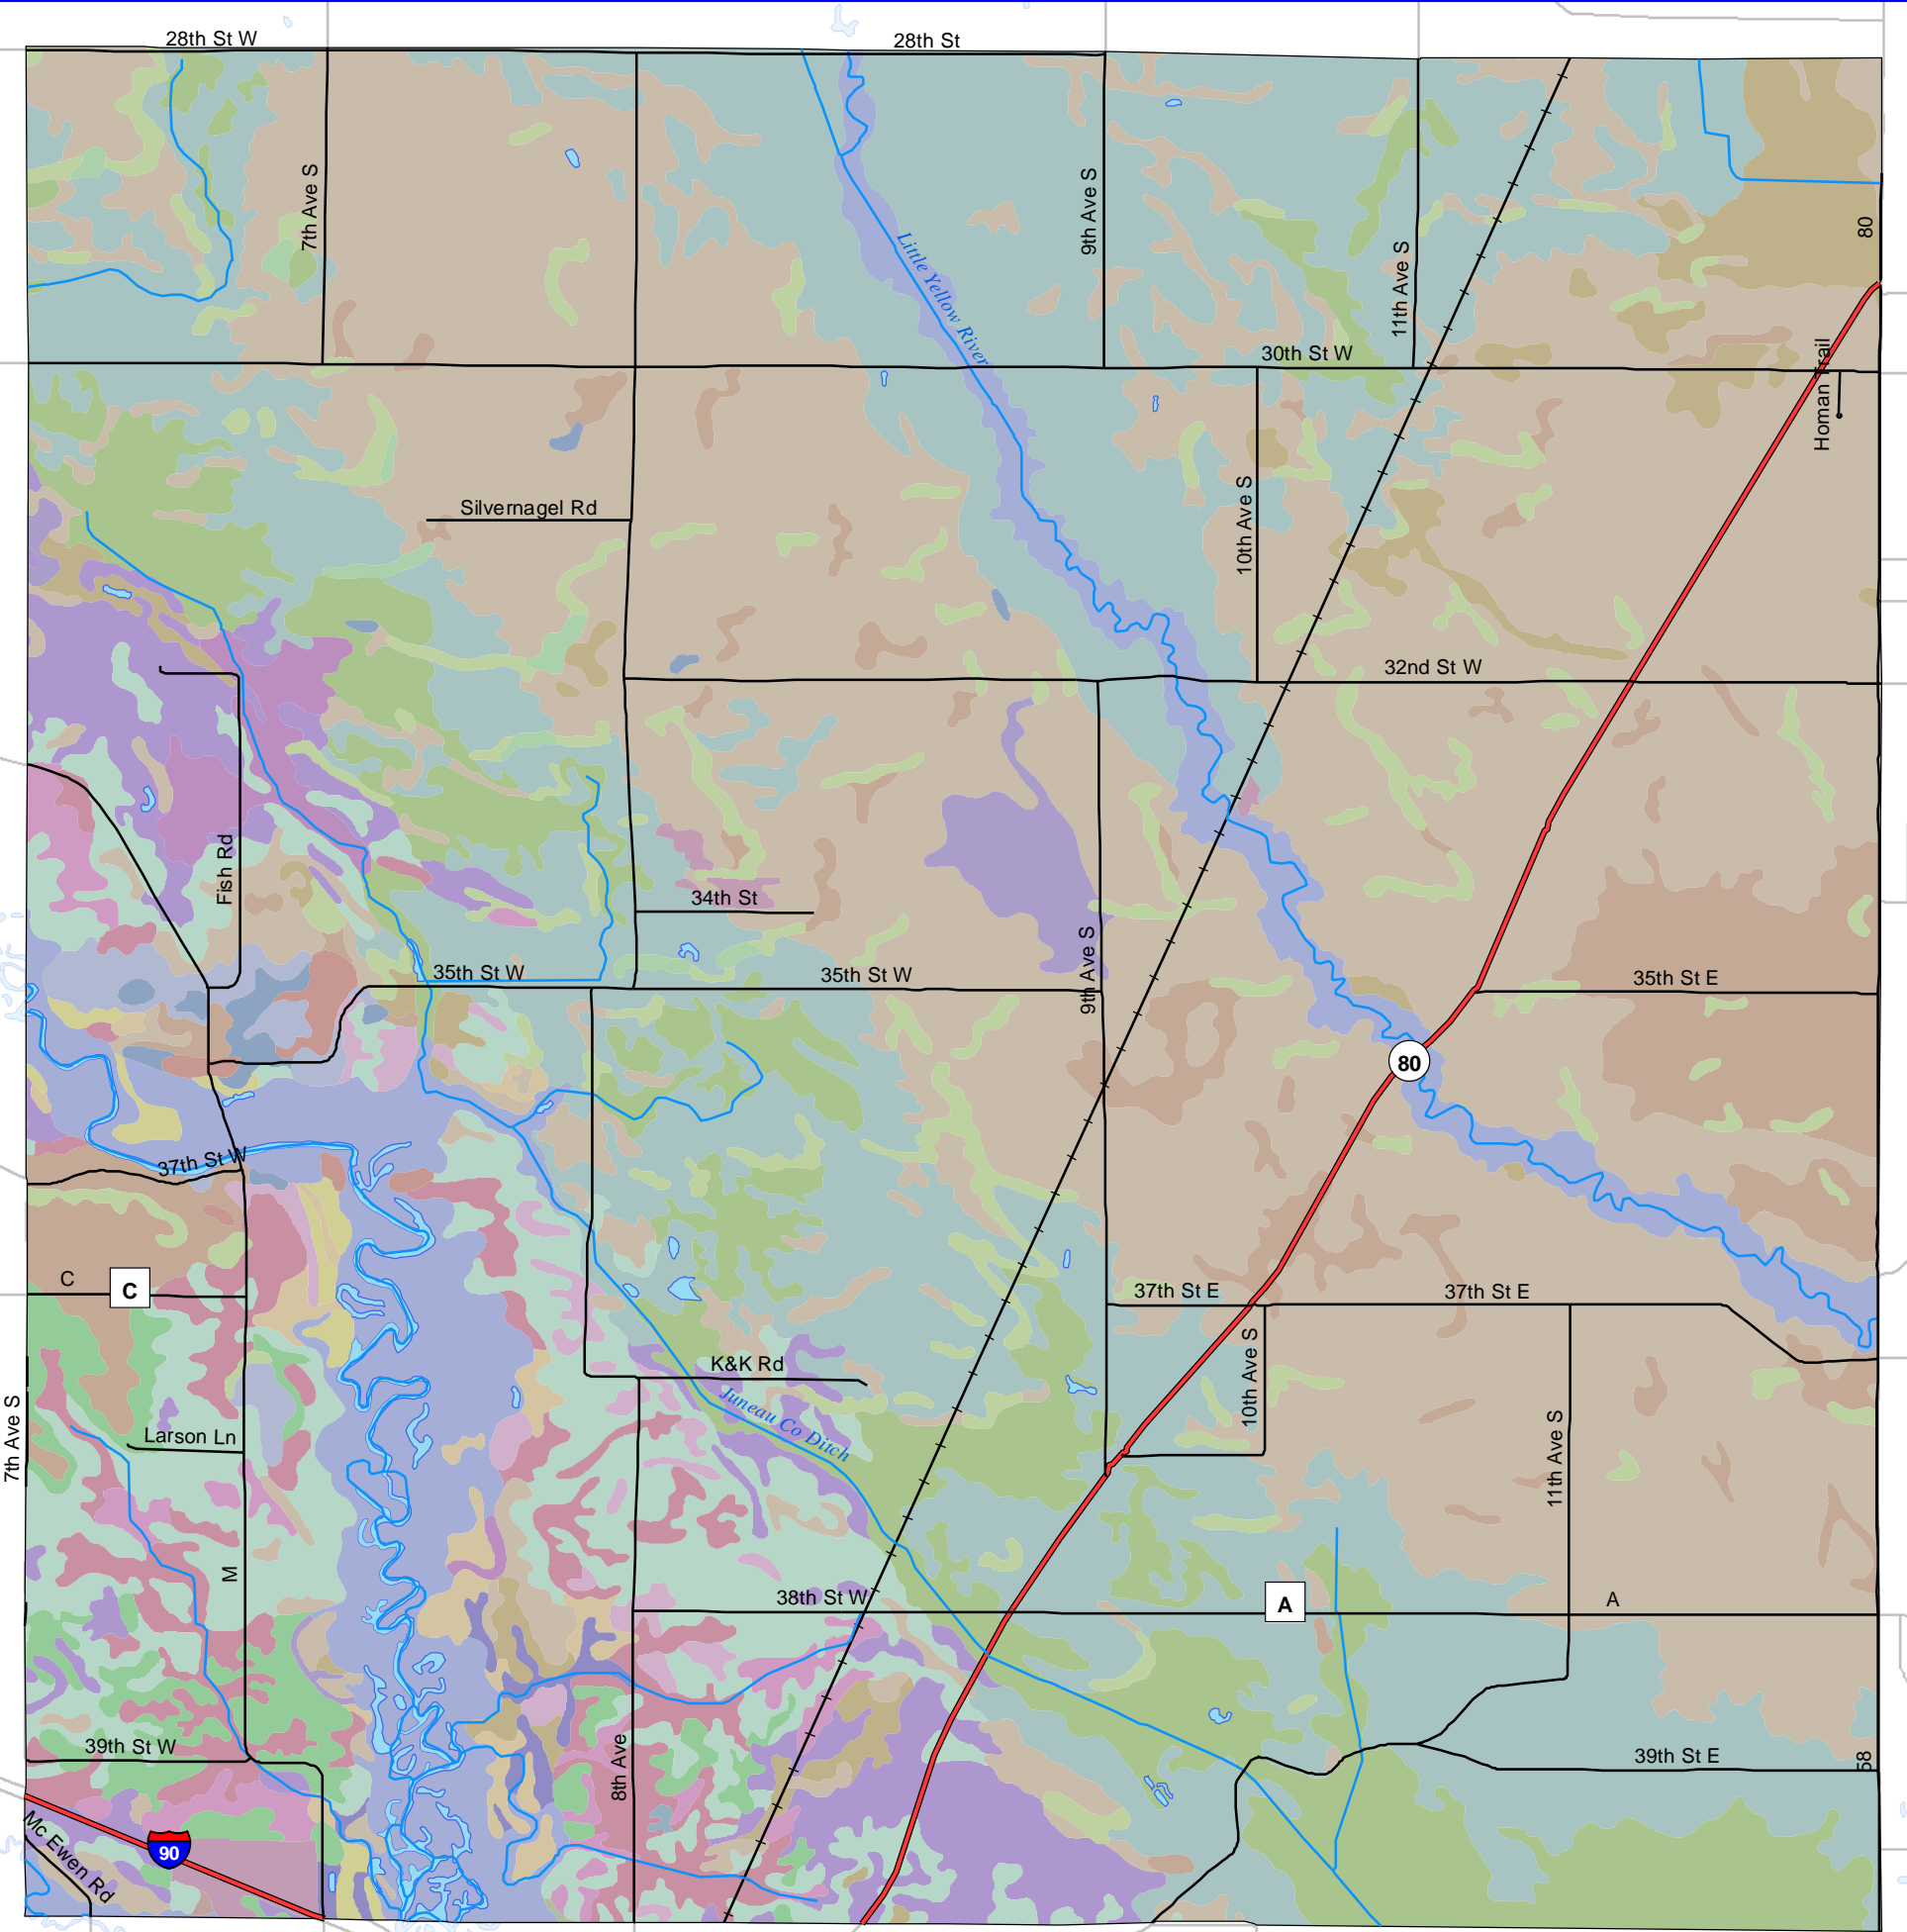 28th St W
28th St
7th Ave S
9th Ave S
11th Ave S
80
Little Yellow River
30th St W
Homan Trail
Silvernagel Rd
10th Ave S
32nd St W
Fish Rd
34th St
35th St W
35th St W
9th Ave S
35th St E
80
37th St W
C
C
37th St E
37th St E
10th Ave S
K&K Rd
Juneau Co Ditch
7th Ave S
Larson Ln
11th Ave S
M
38th St W
A
A
39th St W
8th Ave
39th St E
58
Mc Ewen Rd
90